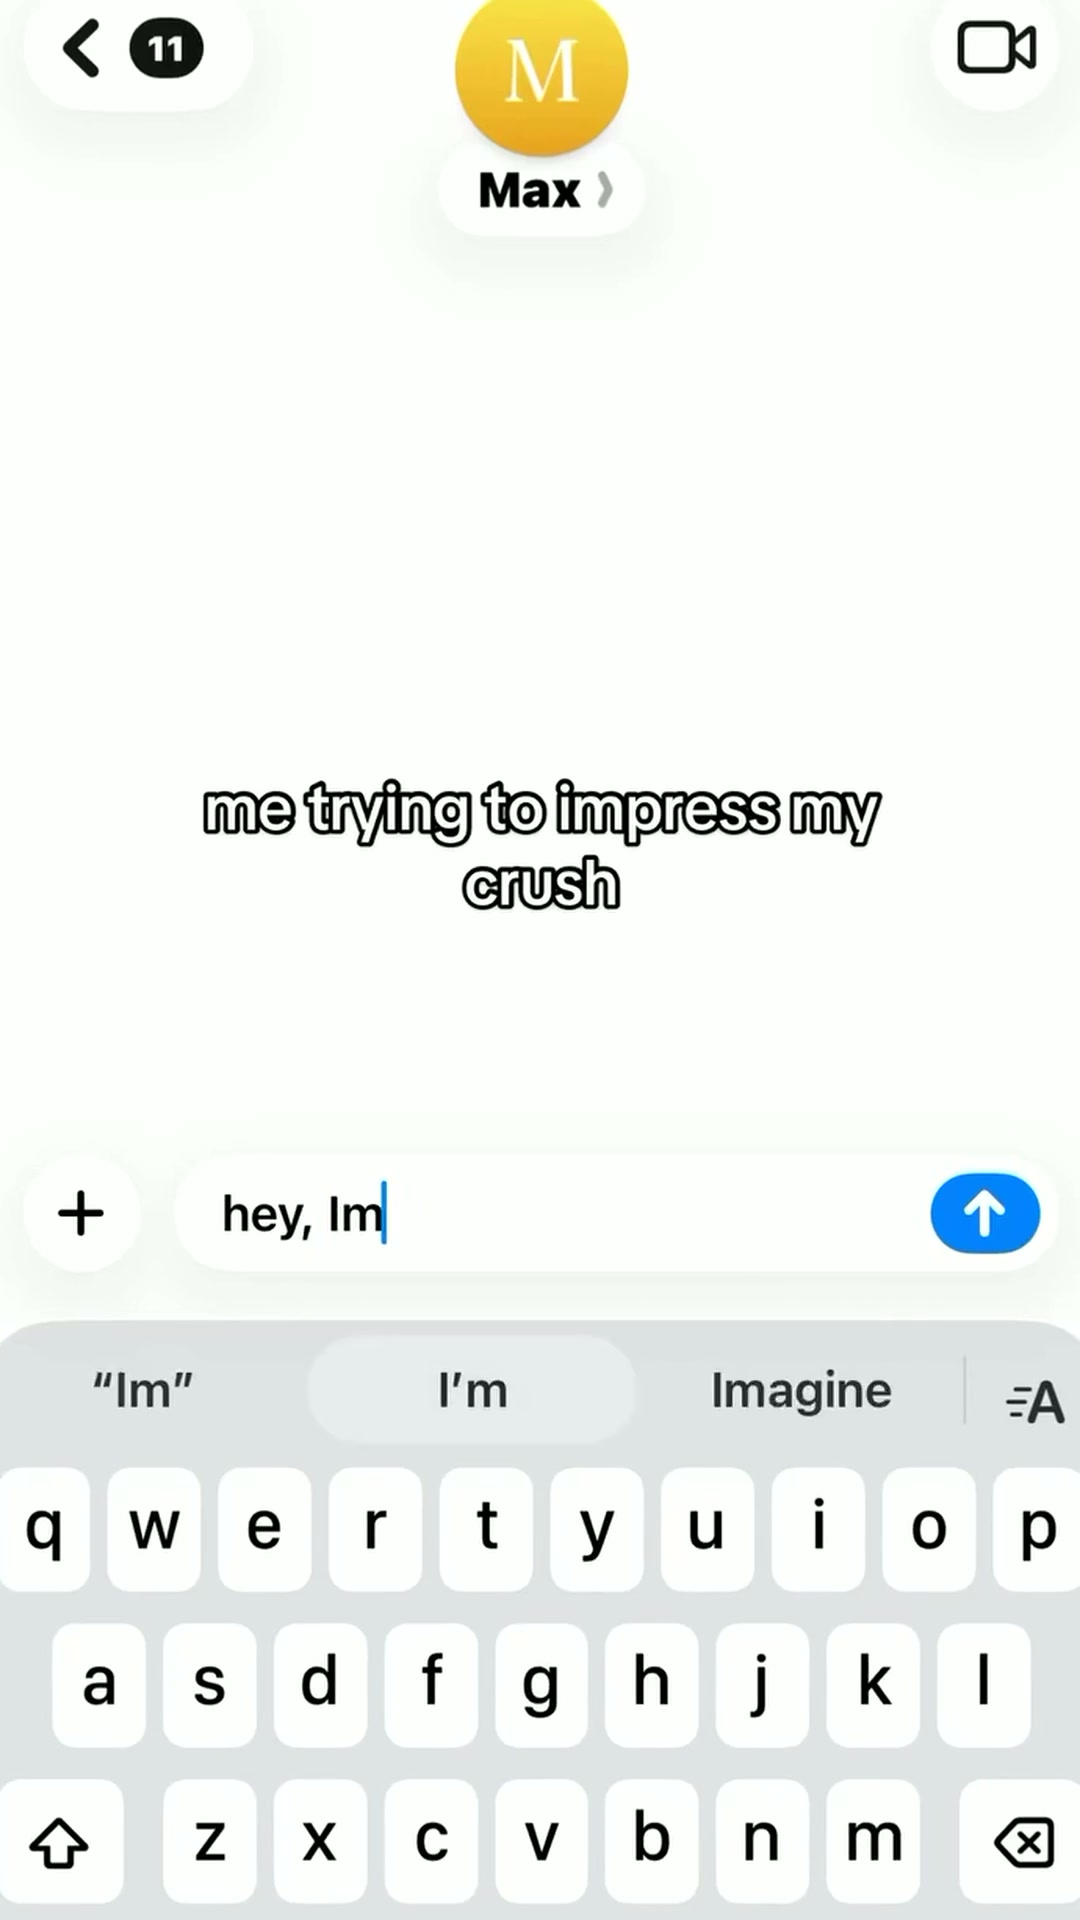 11
M
Max
me trying to impress my
crush
hey, Im
“Im” I’m Imagine A
q w e r t y u i o p
a s d f g h j k l
z x c v b n m